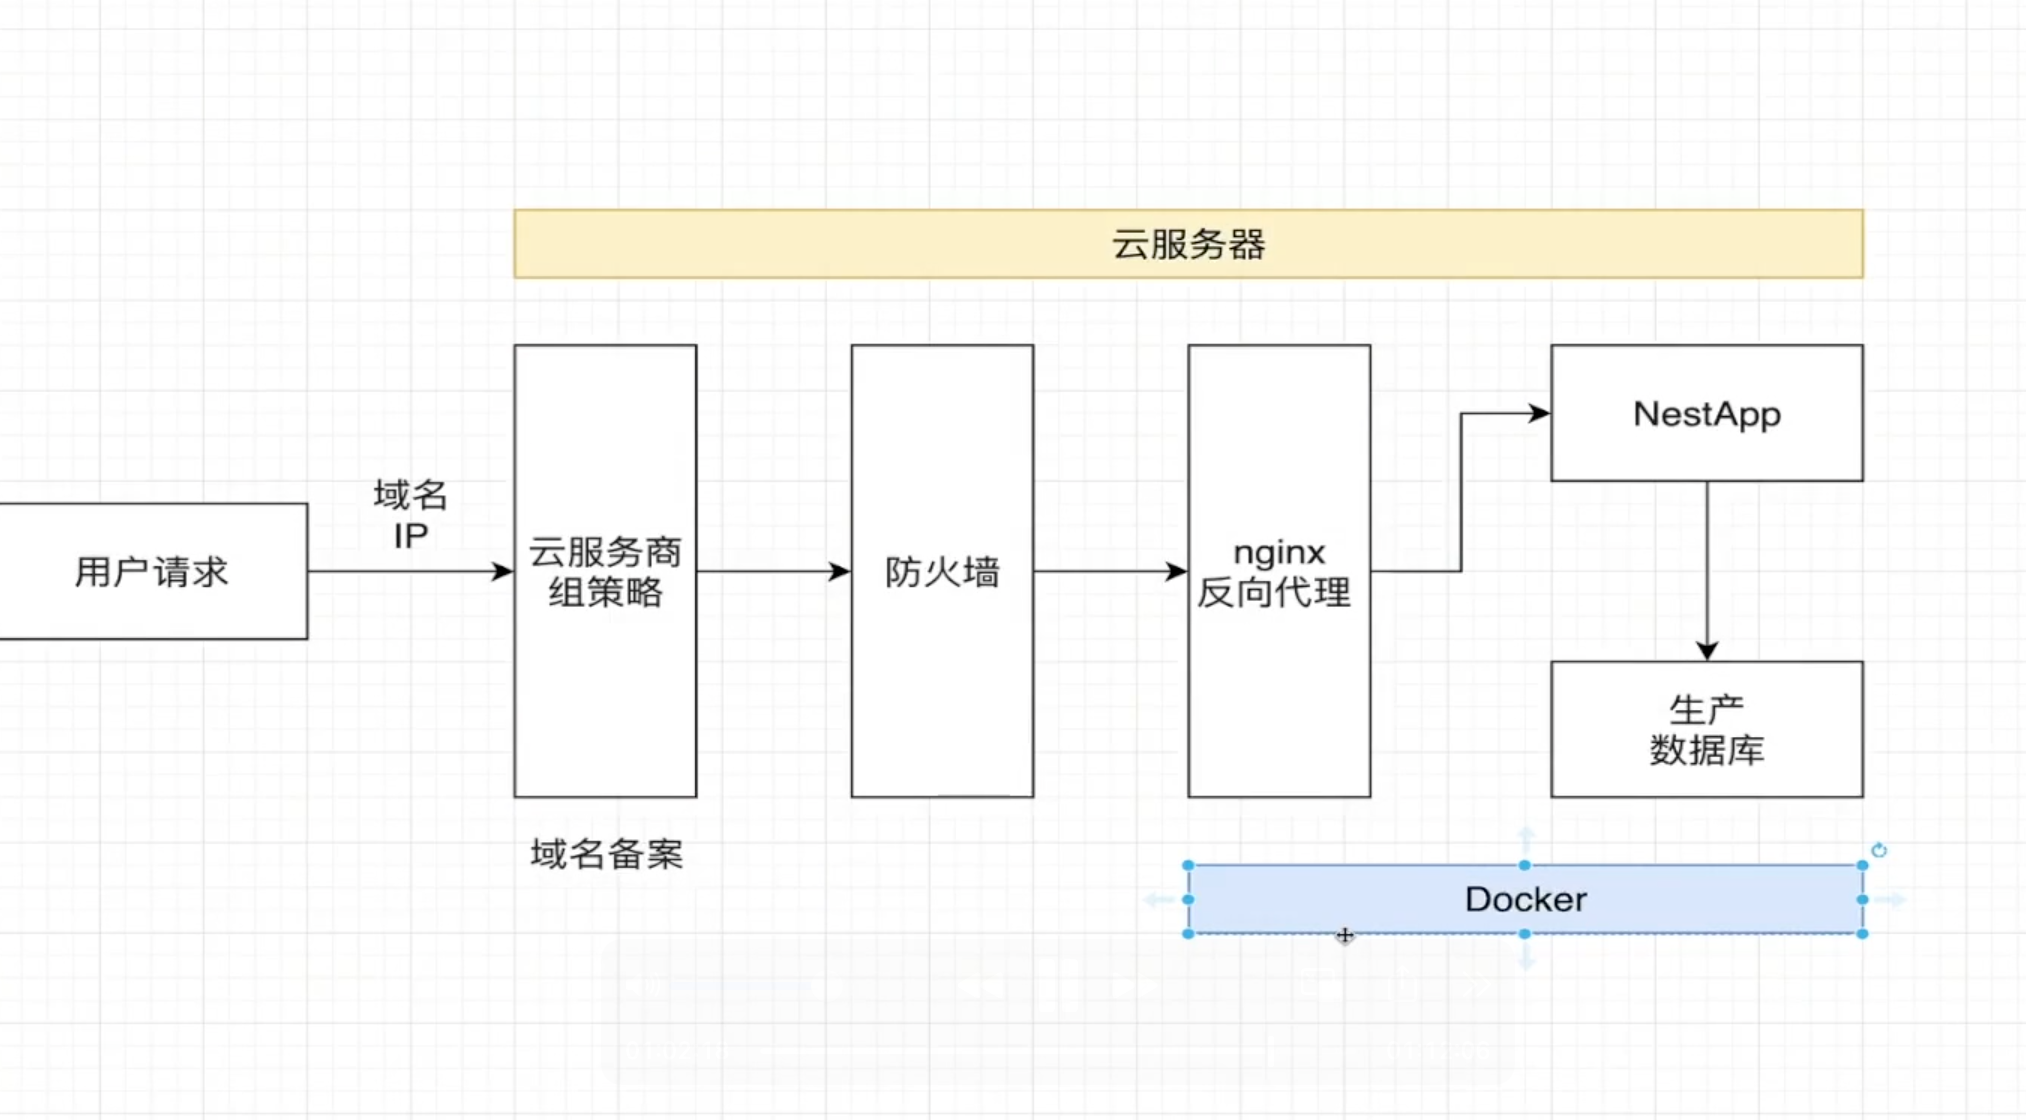 云服务器
用户请求
域名
IP
云服务商
组策略
防火墙
nginx
反向代理
NestApp
生产
数据库
域名备案
Docker